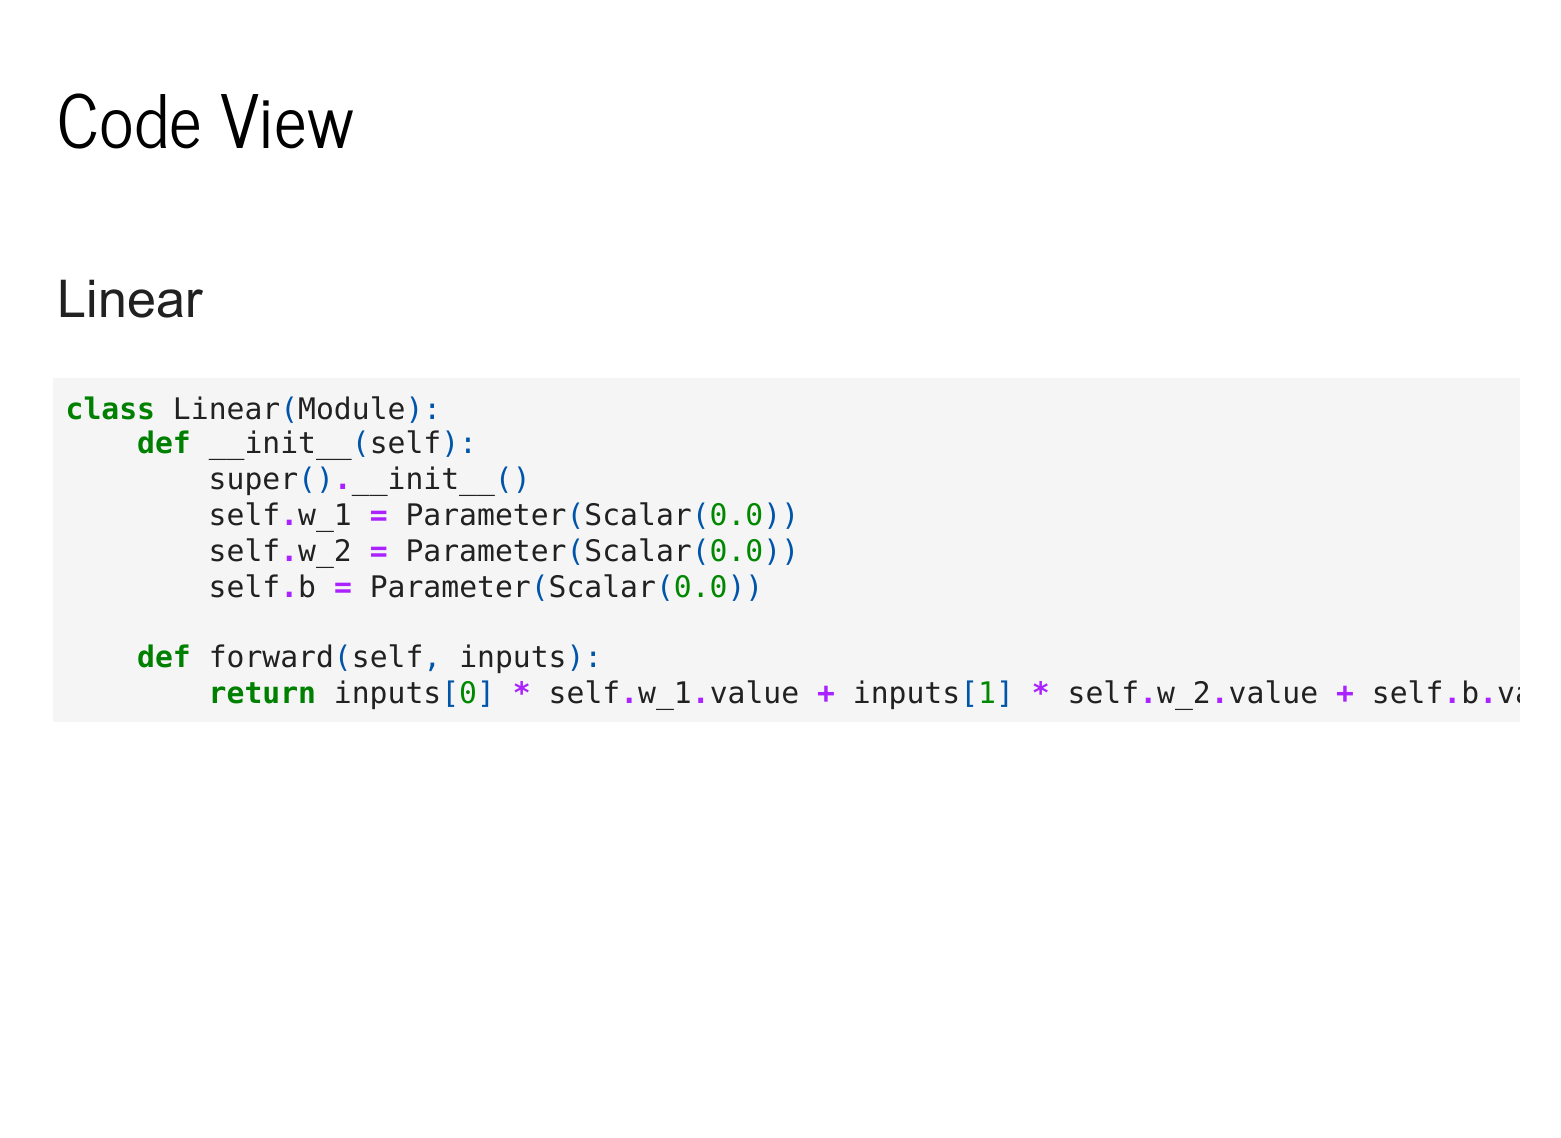 Code View
Linear
class Linear(Module):
    def __init__(self):
        super().__init__()
        self.w_1 = Parameter(Scalar(0.0))
        self.w_2 = Parameter(Scalar(0.0))
        self.b = Parameter(Scalar(0.0))
    def forward(self, inputs):
        return inputs[0] * self.w_1.value + inputs[1] * self.w_2.value + self.b.va